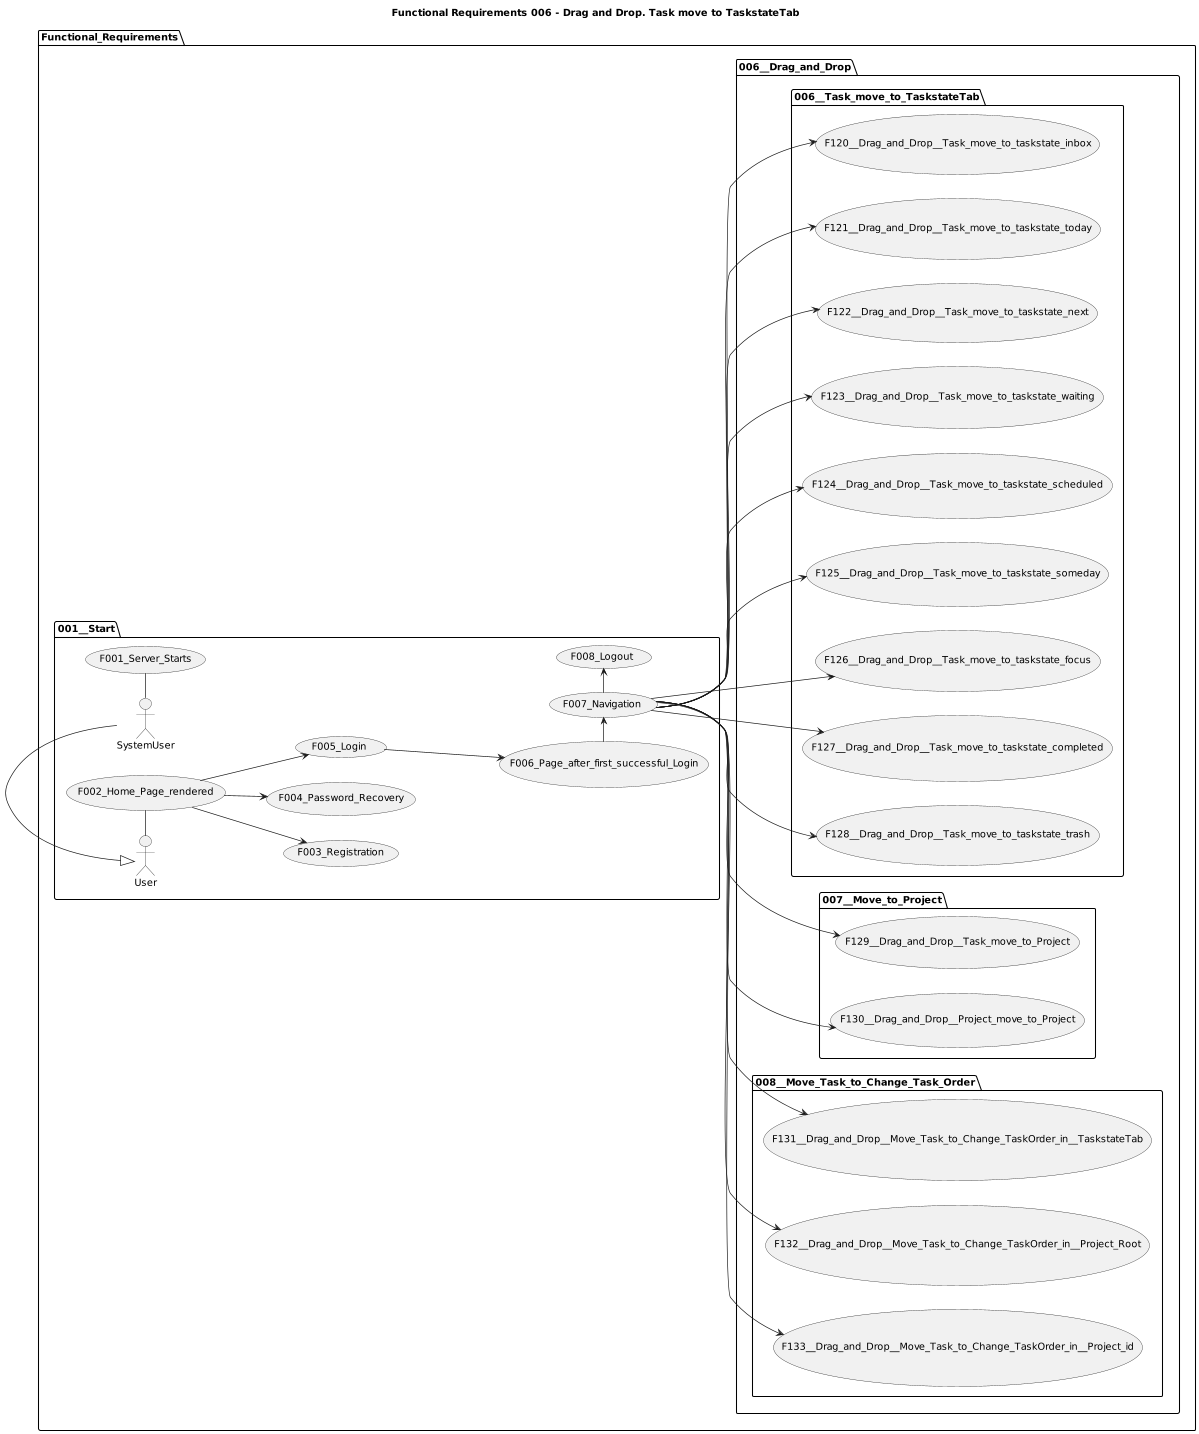 Functional Requirements 006 - Drag and Drop. Task move to TaskstateTab
Functional_Requirements
006__Drag_and_Drop
006__Task_move_to_TaskstateTab
F120__Drag_and_Drop__Task_move_to_taskstate_inbox
F121__Drag_and_Drop__Task_move_to_taskstate_today
F122__Drag_and_Drop__Task_move_to_taskstate_next
F123__Drag_and_Drop__Task_move_to_taskstate_waiting
F124__Drag_and_Drop__Task_move_to_taskstate_scheduled
F125__Drag_and_Drop__Task_move_to_taskstate_someday
F126__Drag_and_Drop__Task_move_to_taskstate_focus
F127__Drag_and_Drop__Task_move_to_taskstate_completed
F128__Drag_and_Drop__Task_move_to_taskstate_trash
001__Start
F001_Server_Starts
SystemUser
F002_Home_Page_rendered
User
F005_Login
F004_Password_Recovery
F003_Registration
F008_Logout
F007_Navigation
F006_Page_after_first_successful_Login
007__Move_to_Project
F129__Drag_and_Drop__Task_move_to_Project
F130__Drag_and_Drop__Project_move_to_Project
008__Move_Task_to_Change_Task_Order
F131__Drag_and_Drop__Move_Task_to_Change_TaskOrder_in__TaskstateTab
F132__Drag_and_Drop__Move_Task_to_Change_TaskOrder_in__Project_Root
F133__Drag_and_Drop__Move_Task_to_Change_TaskOrder_in__Project_id